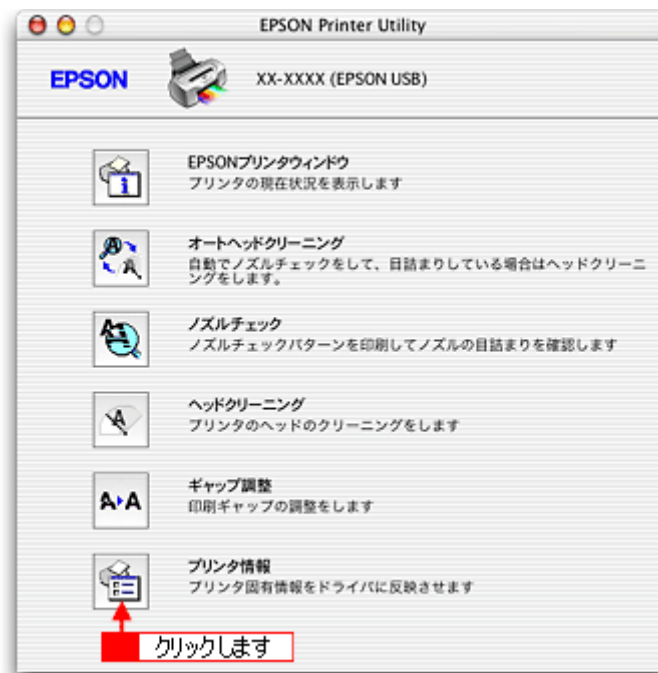 EPSON Printer Utility
EPSON
XX-XXXX (EPSON USB)
EPSONプリンタウィンドウ
プリンタの現在状況を表示します
オートヘッドクリーニング
自動でノズルチェックをして、目詰まりしている場合はヘッドクリーニ
ングをします。
ノズルチェック
ノズルチェックパターンを印刷してノズルの目詰まりを確認します
ヘッドクリーニング
プリンタのヘッドのクリーニングをします
ギャップ調整
印刷ギャップの調整をします
プリンタ情報
プリンタ固有情報をドライバに反映させます
クリックします